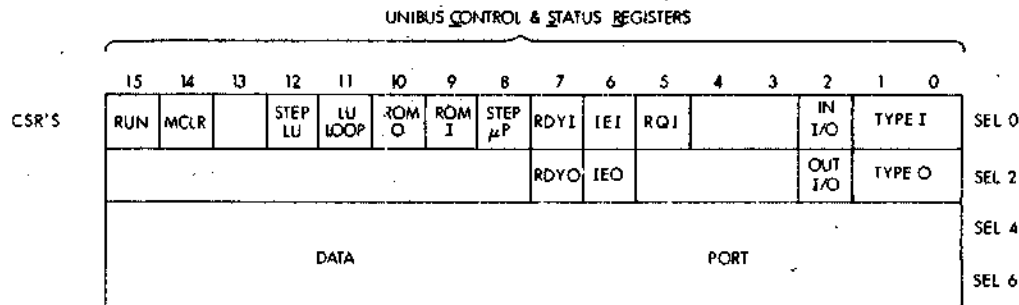 UNIBUS CONTROL & STATUS REGISTERS
15 14 13 12 11 10 9 8 7 6 5 4 3 2 1 0
CSR'S
RUN MCLR STEP LU LU LOOP ROM O ROM I STEP μP RDYI IEI RQI IN I/O TYPE I SEL 0
RDYO IEO OUT I/O TYPE O SEL 2
SEL 4
DATA PORT
SEL 6